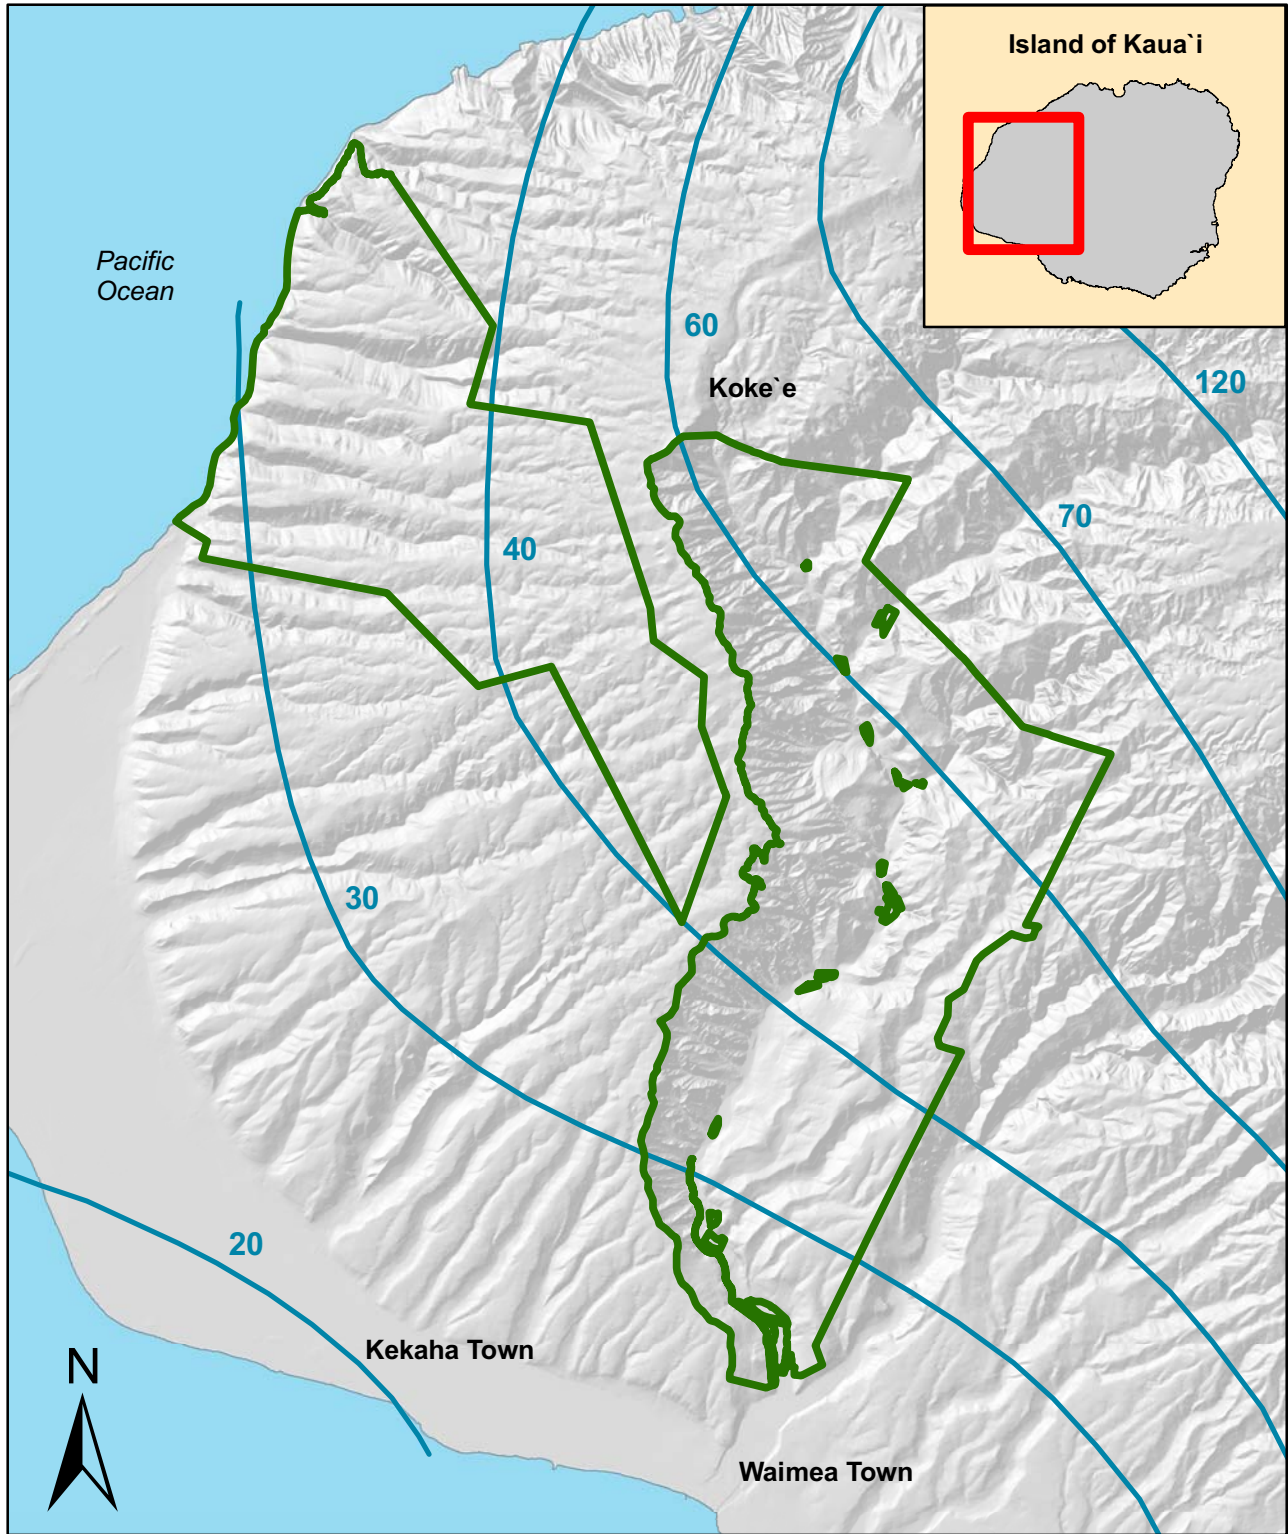 Island of Kaua`i
Pacific
Ocean
60
Koke`e
120
70
40
30
20
Kekaha Town
N
Waimea Town